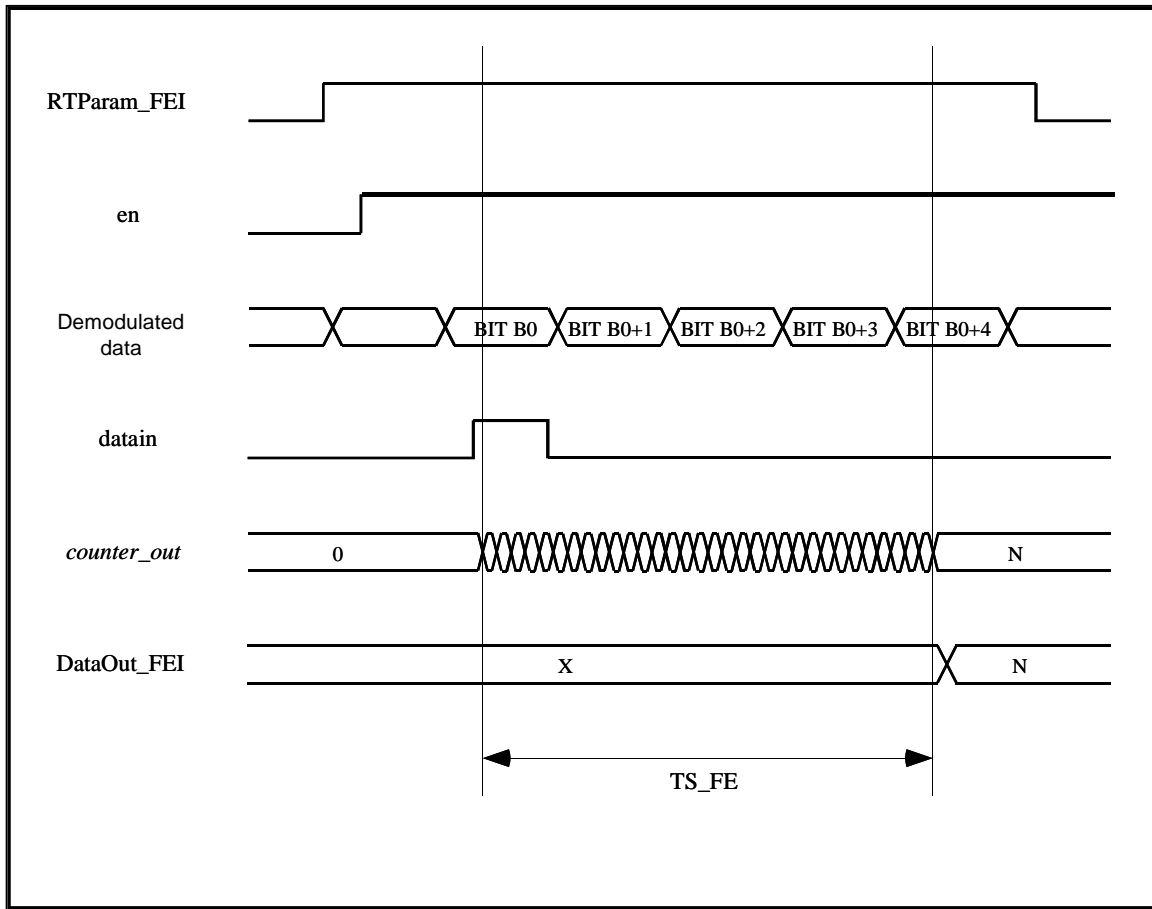 RTParam_FEI
en
Demodulated
data
BIT B0 BIT B0+1 BIT B0+2 BIT B0+3 BIT B0+4
datain
counter_out 0 N
DataOut_FEI X N
TS_FE